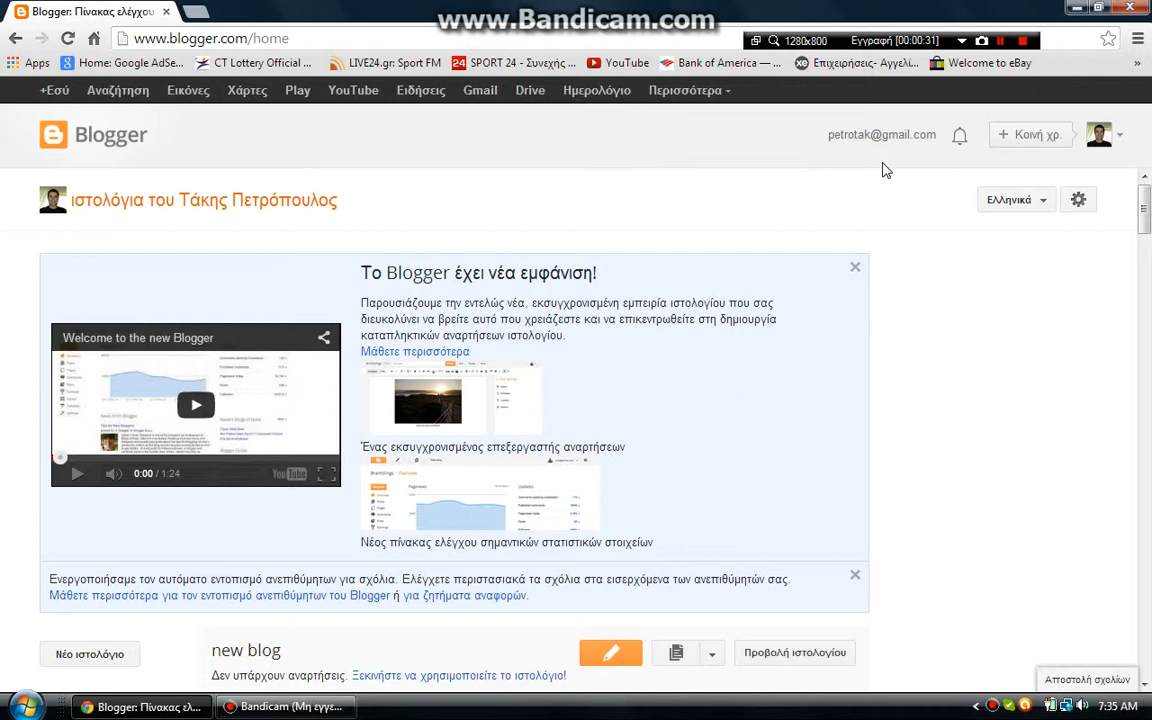 Blogger: Πίνακας ελέγχου
www.Bandicam.com
www.blogger.com/home
1280x800
Εγγραφή [00:00:31]
Apps
Home: Google AdSe...
CT Lottery Official ...
LIVE24.gr: Sport FM
SPORT 24 - Συνεχής ...
YouTube
Bank of America — ...
Επιχειρήσεις- Αγγελί...
Welcome to eBay
»
+Εσύ Αναζήτηση Εικόνες Χάρτες Play YouTube Ειδήσεις Gmail Drive Ημερολόγιο Περισσότερα
Blogger
petrotak@gmail.com
+ Κοινή χρ.
ιστολόγια του Τάκης Πετρόπουλος
Ελληνικά
Το Blogger έχει νέα εμφάνιση!
Παρουσιάζουμε την εντελώς νέα, εκσυγχρονισμένη εμπειρία ιστολογίου που σας
διευκολύνει να βρείτε αυτό που χρειάζεστε και να επικεντρωθείτε στη δημιουργία
καταπληκτικών αναρτήσεων ιστολογίου.
Μάθετε περισσότερα
Welcome to the new Blogger
0:00 / 1:24
YouTube
Ένας εκσυγχρονισμένος επεξεργαστής αναρτήσεων
Νέος πίνακας ελέγχου σημαντικών στατιστικών στοιχείων
Ενεργοποιήσαμε τον αυτόματο εντοπισμό ανεπιθύμητων για σχόλια. Ελέγχετε περιστασιακά τα σχόλια στα εισερχόμενα των ανεπιθύμητών σας.
Μάθετε περισσότερα για τον εντοπισμό ανεπιθύμητων του Blogger ή για ζητήματα αναφορών.
Νέο ιστολόγιο
new blog
Προβολή ιστολογίου
Δεν υπάρχουν αναρτήσεις. Ξεκινήστε να χρησιμοποιείτε το ιστολόγιο!
Αποστολή σχολίων
Blogger: Πίνακας ελ...
Bandicam (Μη εγγε...
7:35 AM